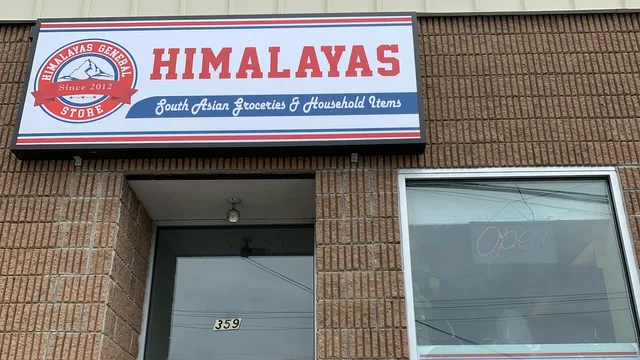 HIMALAYAS GENERAL
Since 2012
STORE
HIMALAYAS
South Asian Groceries & Household Items
359
Open